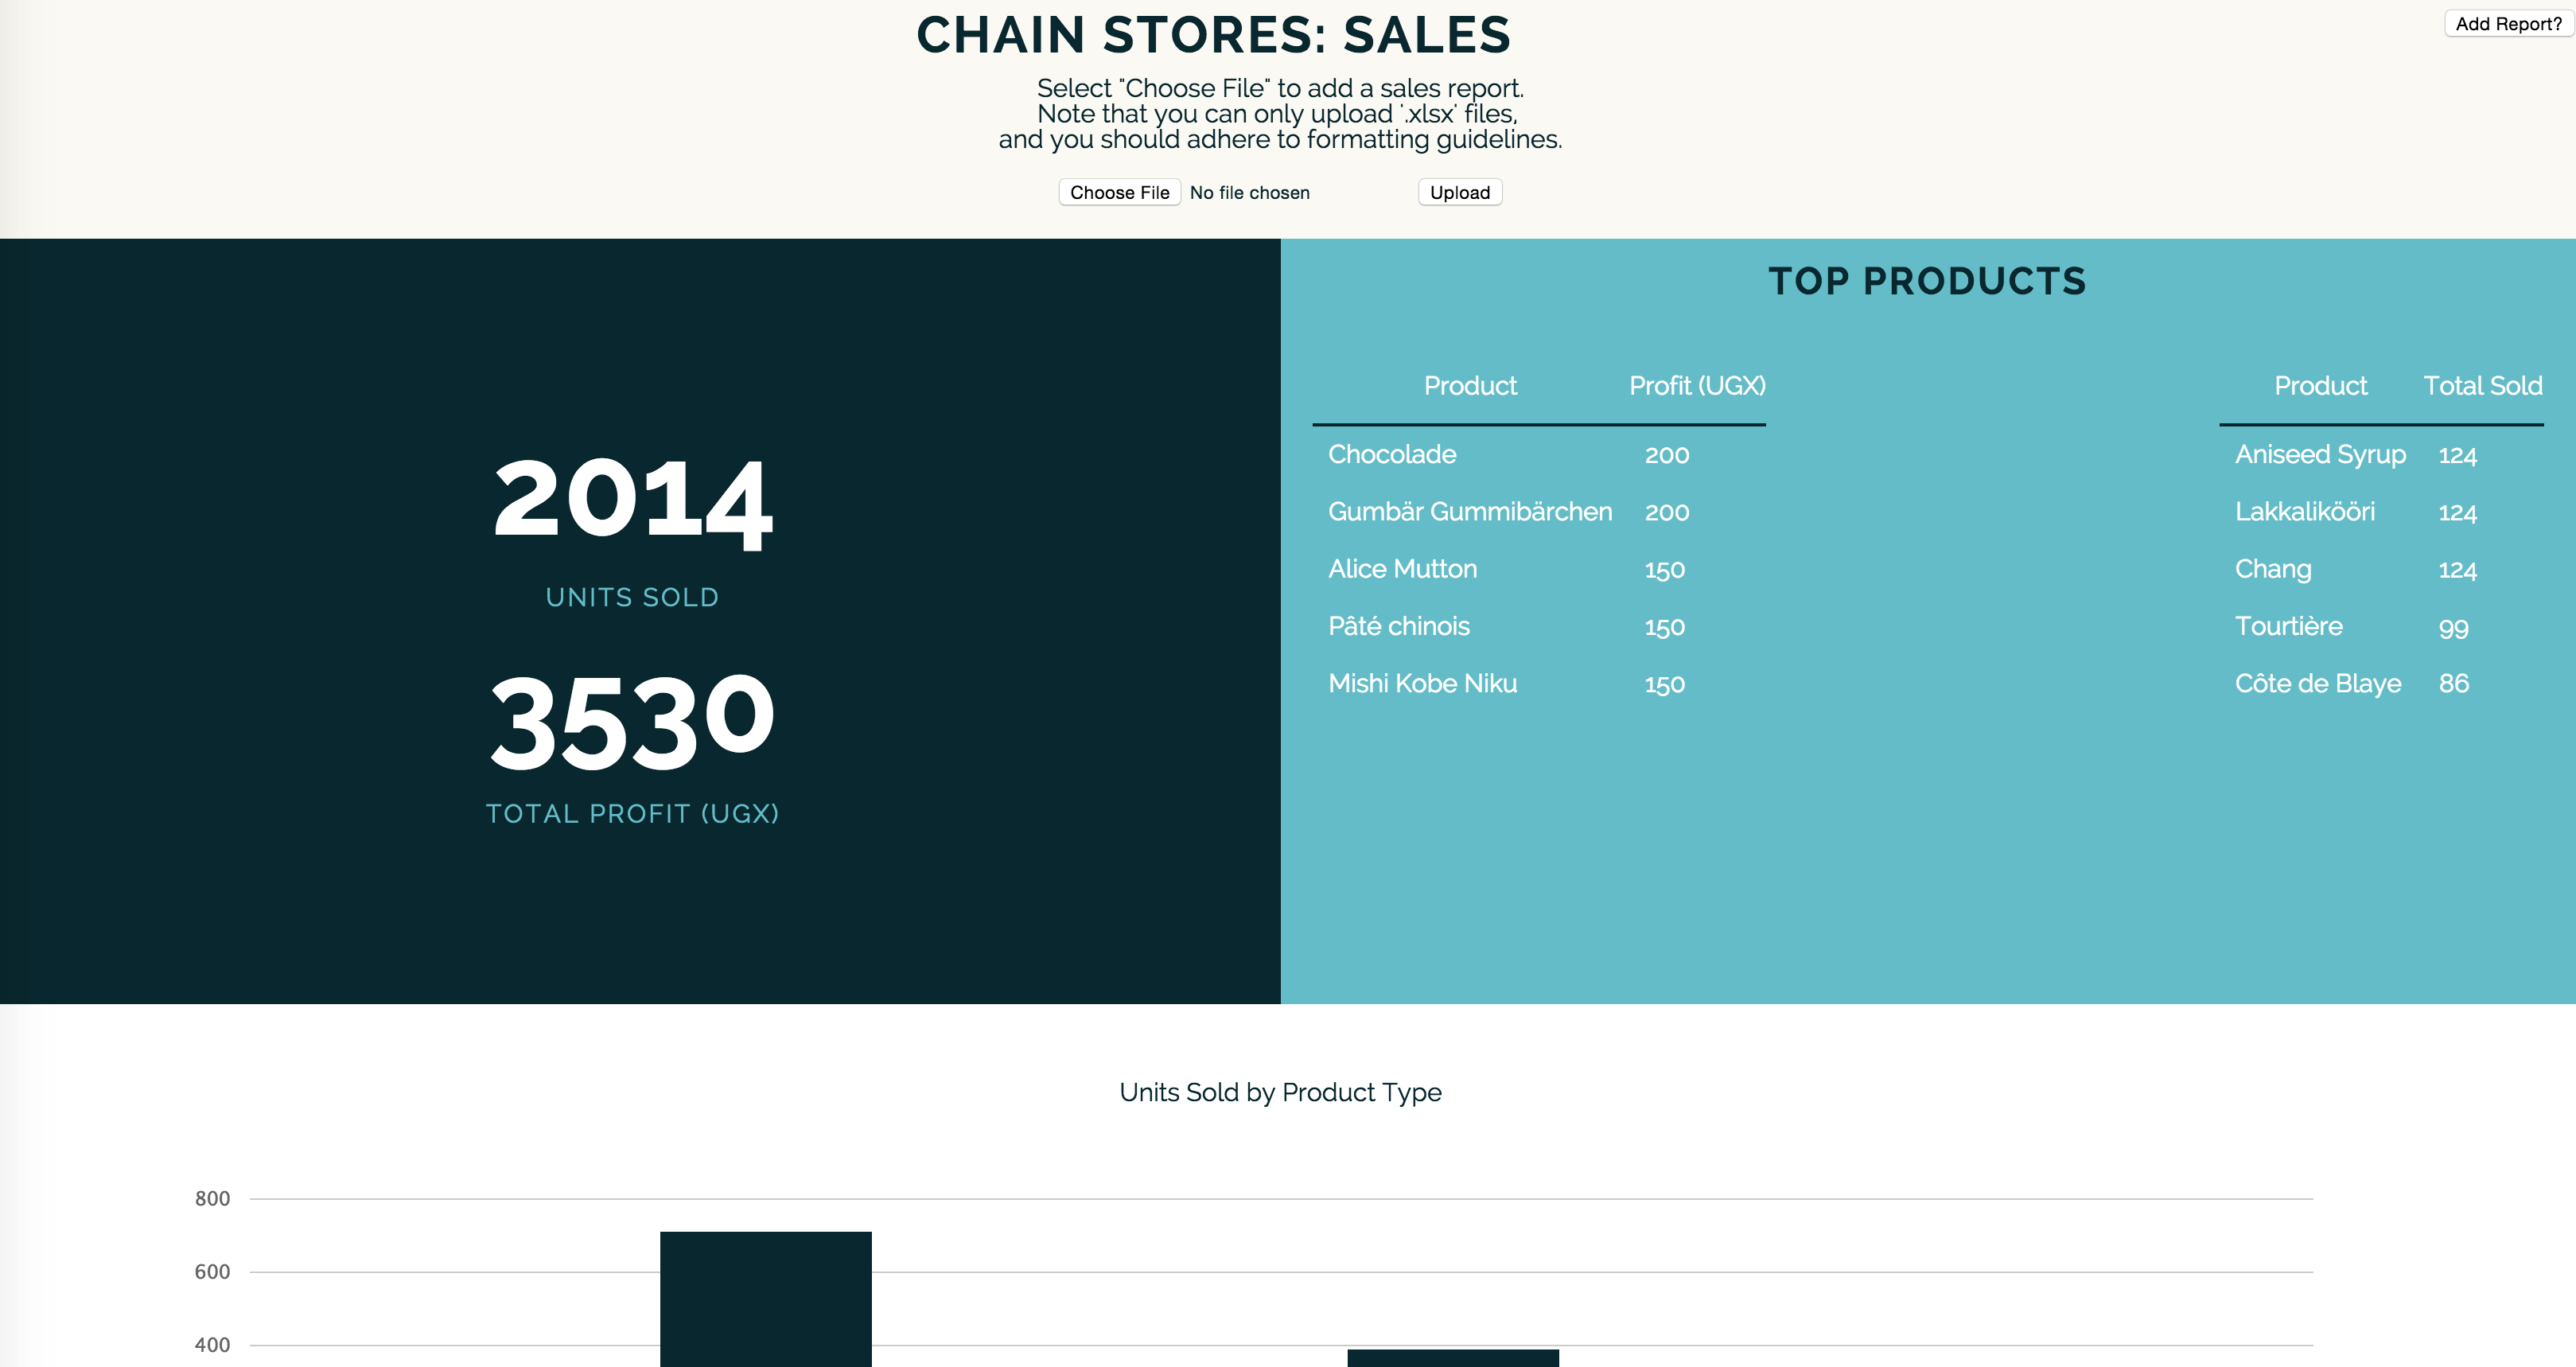 CHAIN STORES: SALES
Add Report?
Select "Choose File" to add a sales report.
Note that you can only upload '.xlsx' files,
and you should adhere to formatting guidelines.
Choose File No file chosen Upload
2014
UNITS SOLD
3530
TOTAL PROFIT (UGX)
TOP PRODUCTS
Product Profit (UGX)
Chocolade 200
Gumbär Gummibärchen 200
Alice Mutton 150
Pâté chinois 150
Mishi Kobe Niku 150
Product Total Sold
Aniseed Syrup 124
Lakkalikööri 124
Chang 124
Tourtière 99
Côte de Blaye 86
Units Sold by Product Type
800
600
400